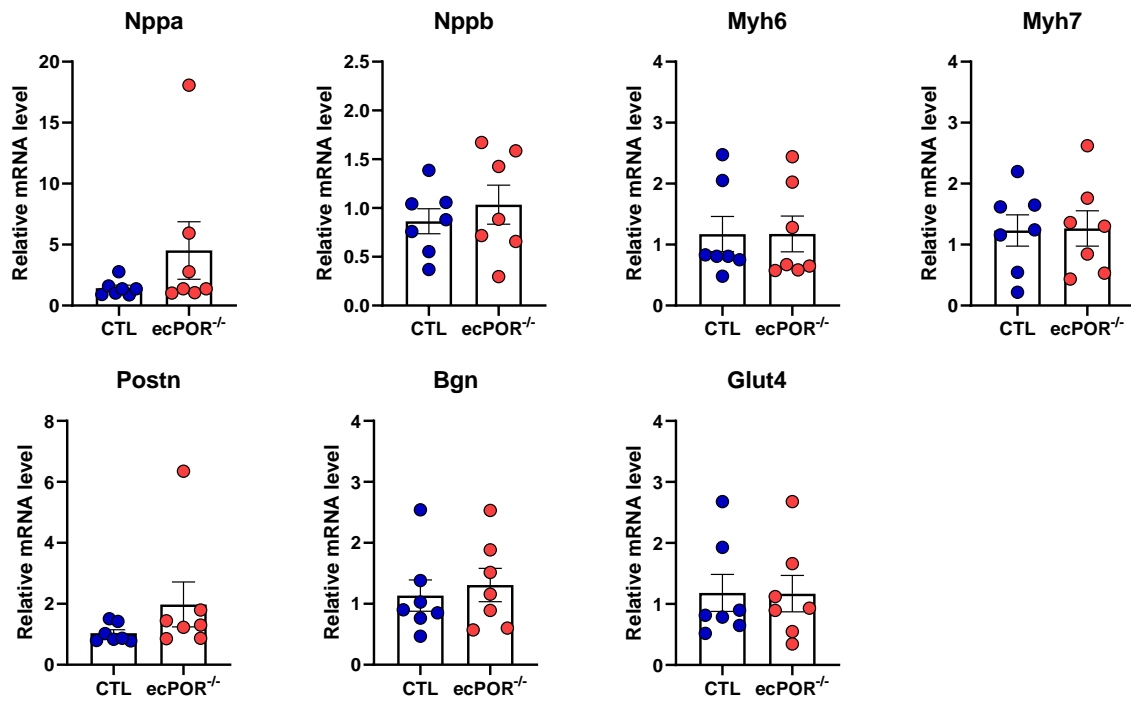 Nppa
Relative mRNA level
20
15
10
5
0
CTL ecPOR-/-
Nppb
Relative mRNA level
2.5
2.0
1.5
1.0
0.5
0.0
CTL ecPOR-/-
Myh6
Relative mRNA level
4
3
2
1
0
CTL ecPOR-/-
Myh7
Relative mRNA level
4
3
2
1
0
CTL ecPOR-/-
Postn
Relative mRNA level
8
6
4
2
0
CTL ecPOR-/-
Bgn
Relative mRNA level
4
3
2
1
0
CTL ecPOR-/-
Glut4
Relative mRNA level
4
3
2
1
0
CTL ecPOR-/-